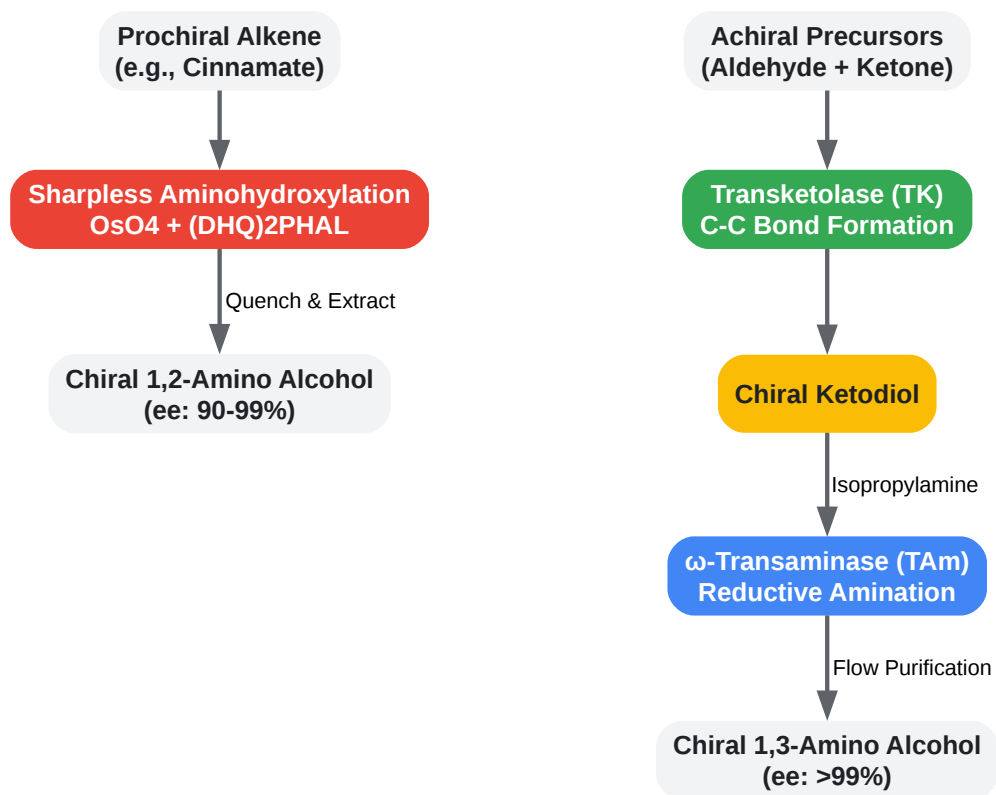 Prochiral Alkene
(e.g., Cinnamate)
Sharpless Aminohydroxylation
OsO4 + (DHQ)2PHAL
Quench & Extract
Chiral 1,2-Amino Alcohol
(ee: 90-99%)
Achiral Precursors
(Aldehyde + Ketone)
Transketolase (TK)
C-C Bond Formation
Chiral Ketodiol
Isopropylamine
ω-Transaminase (TAm)
Reductive Amination
Flow Purification
Chiral 1,3-Amino Alcohol
(ee: >99%)